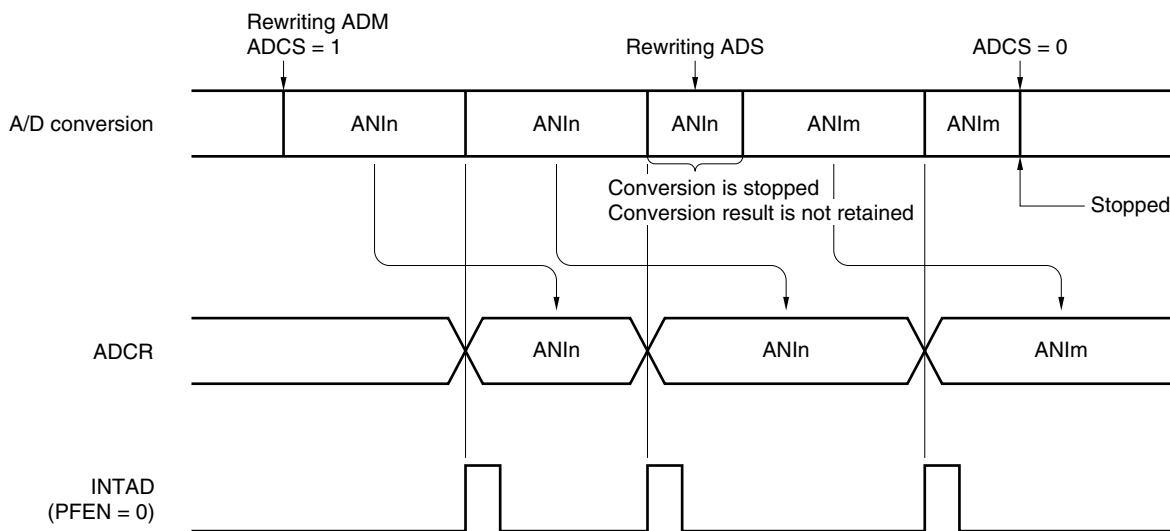 Rewriting ADM
ADCS = 1
Rewriting ADS
ADCS = 0
A/D conversion
ANIn
ANIn
ANIn
ANIm
ANIm
Conversion is stopped
Conversion result is not retained
Stopped
ADCR
ANIn
ANIn
ANIm
INTAD
(PFEN = 0)